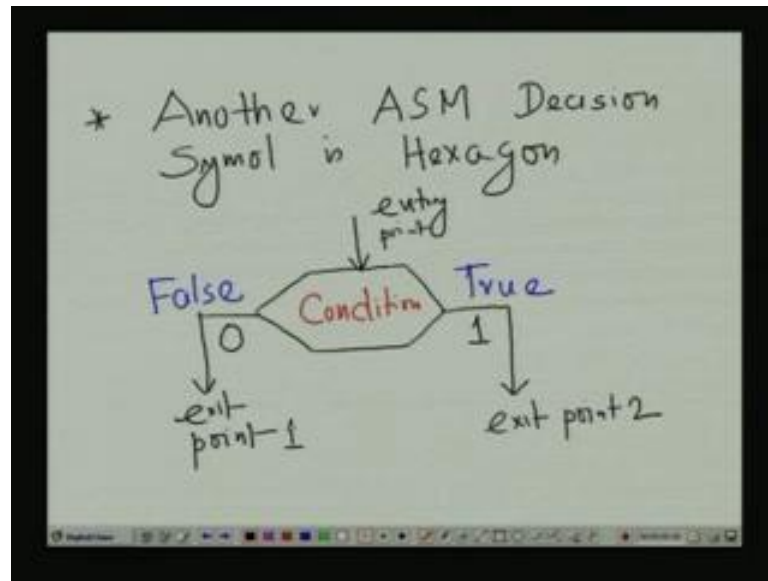 * Another ASM Decision
Symol is Hexagon
entry
point
False
Condition
True
0
1
exit
point-1
exit point 2